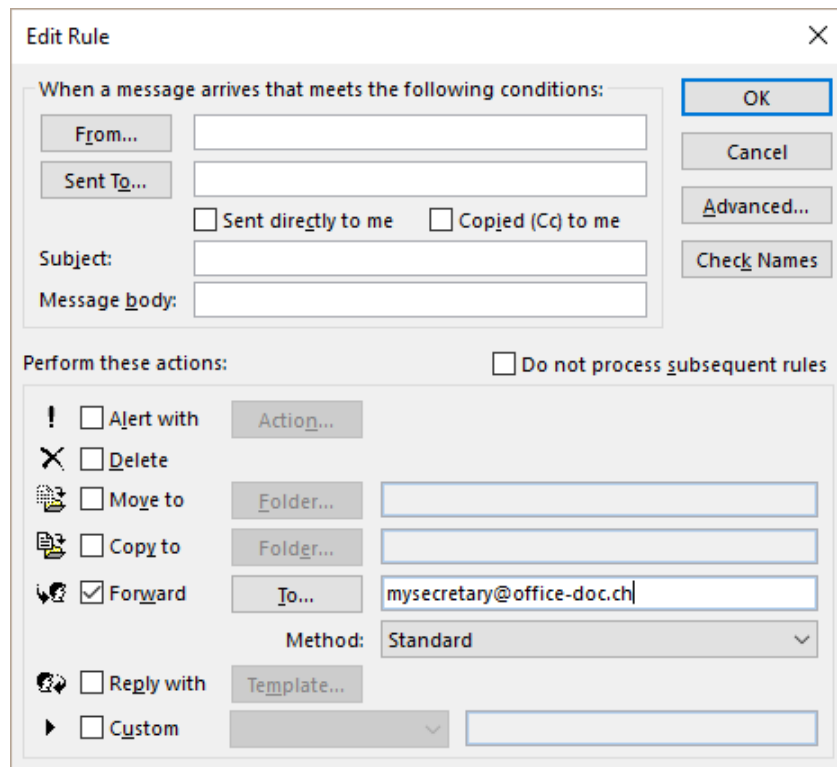 Edit Rule
When a message arrives that meets the following conditions:
OK
From...
Cancel
Sent To...
Advanced...
Sent directly to me
Copied (Cc) to me
Subject:
Check Names
Message body:
Perform these actions:
Do not process subsequent rules
Alert with
Action...
Delete
Move to
Folder...
Copy to
Folder...
Forward
To...
mysecretary@office-doc.ch
Method:
Standard
Reply with
Template...
Custom